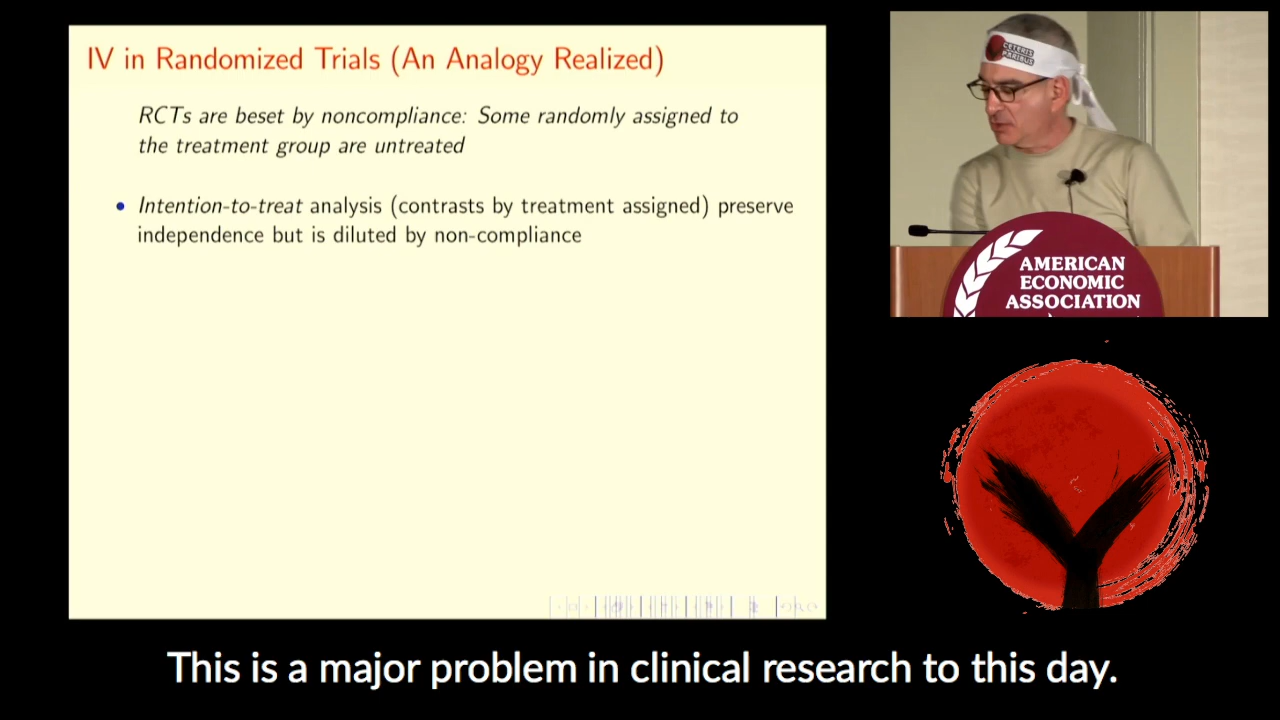 IV in Randomized Trials (An Analogy Realized)
RCTs are beset by noncompliance: Some randomly assigned to
the treatment group are untreated
• Intention-to-treat analysis (contrasts by treatment assigned) preserve
independence but is diluted by non-compliance
CETERIS
PARIBUS
AMERICAN
ECONOMIC
ASSOCIATION
This is a major problem in clinical research to this day.